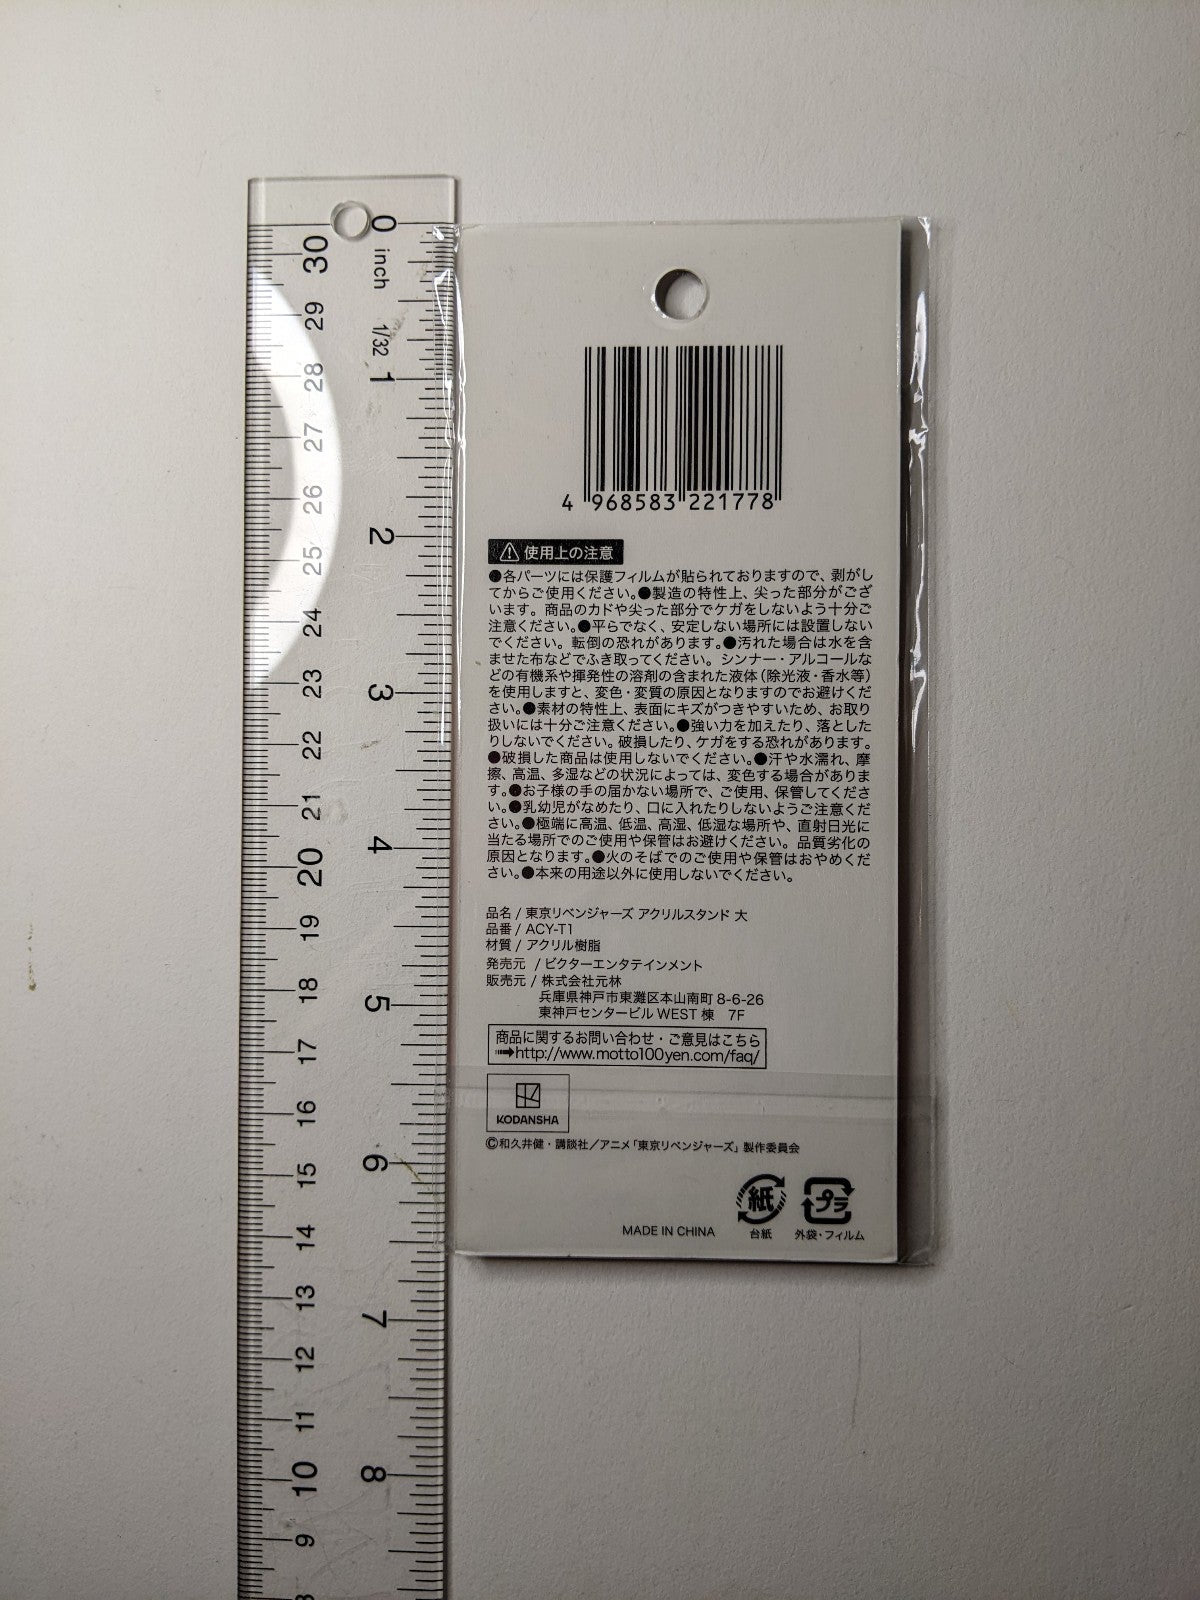 0
inch
1/32
1
2
3
4
5
6
7
8
30
29
28
27
26
25
24
23
22
21
20
19
18
17
16
15
14
13
12
11
10
9
4 968583 221778
使用上の注意
●各パーツには保護フィルムが貼られておりますので、剥がし
てからご使用ください。●製造の特性上、尖った部分がござ
います。商品のカドや尖った部分でケガをしないよう十分ご
注意ください。●平らでなく、安定しない場所には設置しない
でください。転倒の恐れがあります。●汚れた場合は水を含
ませた布などでふき取ってください。シンナー・アルコールな
どの有機系や揮発性の溶剤の含まれた液体(除光液・香水等)
を使用しますと、変色・変質の原因となりますのでお避けくだ
さい。●素材の特性上、表面にキズがつきやすいため、お取り
扱いには十分ご注意ください。●強い力を加えたり、落とした
りしないでください。破損したり、ケガをする恐れがあります。
●破損した商品は使用しないでください。●汗や水濡れ、摩
擦、高温、多湿などの状況によっては、変色する場合がありま
す。●お子様の手の届かない場所で、ご使用、保管してくださ
い。●乳幼児がなめたり、口に入れたりしないようご注意くだ
さい。●極端に高温、低温、高湿、低湿な場所や、直射日光に
当たる場所でのご使用や保管はお避けください。品質劣化の
原因となります。●火のそばでのご使用や保管はおやめくだ
さい。●本来の用途以外に使用しないでください。
品名 / 東京リベンジャーズ アクリルスタンド 大
品番 / ACY-T1
材質 / アクリル樹脂
発売元 / ビクターエンタテインメント
販売元 / 株式会社元林
兵庫県神戸市東灘区本山南町 8-6-26
東神戸センタービル WEST 棟 7F
商品に関するお問い合わせ・ご意見はこちら
➡http://www.motto100yen.com/faq/
KODANSHA
©和久井健・講談社／アニメ「東京リベンジャーズ」製作委員会
MADE IN CHINA
紙
台紙
プラ
外袋・フィルム